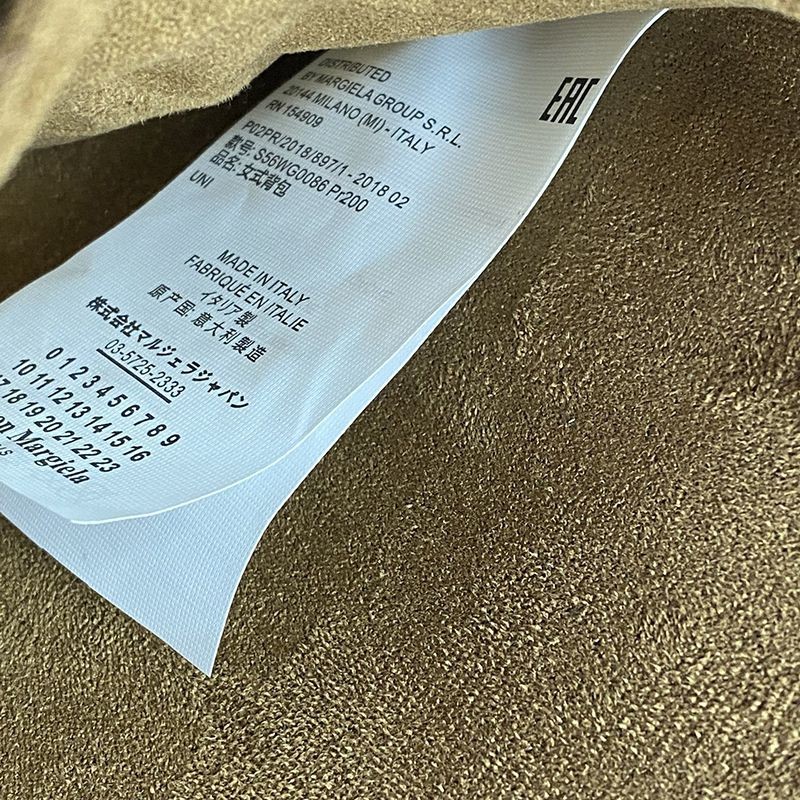 DISTRIBUTED
BY MARGIELA GROUP S.R.L.
20144 MILANO (MI) - ITALY
RN 154909
EAC
P02PR/2018/897/1 - 2018 02
款号: S56WG0086 Pr200
品名: 女式背包
UNI
MADE IN ITALY
FABRIQUÉ EN ITALIE
イタリア製
原产国: 意大利製造
株式会社マルジェラジャパン
03-5725-2333
0 1 2 3 4 5 6 7 8 9
10 11 12 13 14 15 16
17 18 19 20 21 22 23
Margiela